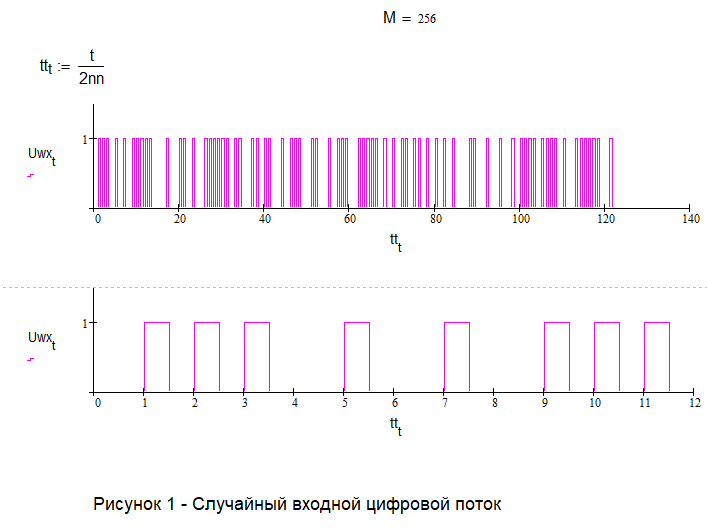 M = 256
tt_t := t / 2nn
1
Uwx_t
0 20 40 60 80 100 120 140
tt_t
1
Uwx_t
0 1 2 3 4 5 6 7 8 9 10 11 12
tt_t
Рисунок 1 - Случайный входной цифровой поток